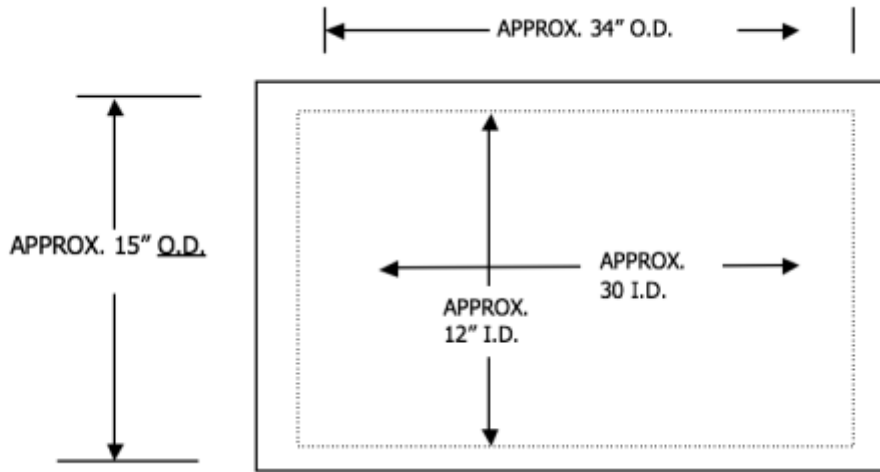 APPROX. 34” O.D.
APPROX. 15” O.D.
APPROX.
30 I.D.
APPROX.
12” I.D.